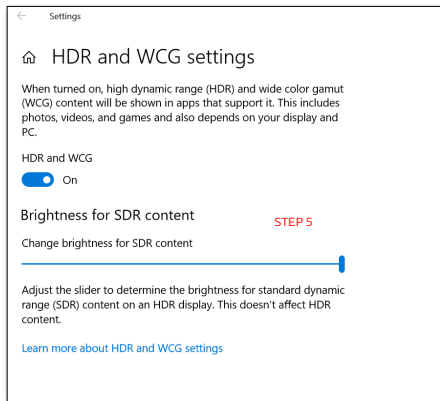 Settings
HDR and WCG settings
When turned on, high dynamic range (HDR) and wide color gamut
(WCG) content will be shown in apps that support it. This includes
photos, videos, and games and also depends on your display and
PC.
HDR and WCG
On
Brightness for SDR content
STEP 5
Change brightness for SDR content
Adjust the slider to determine the brightness for standard dynamic
range (SDR) content on an HDR display. This doesn't affect HDR
content.
Learn more about HDR and WCG settings